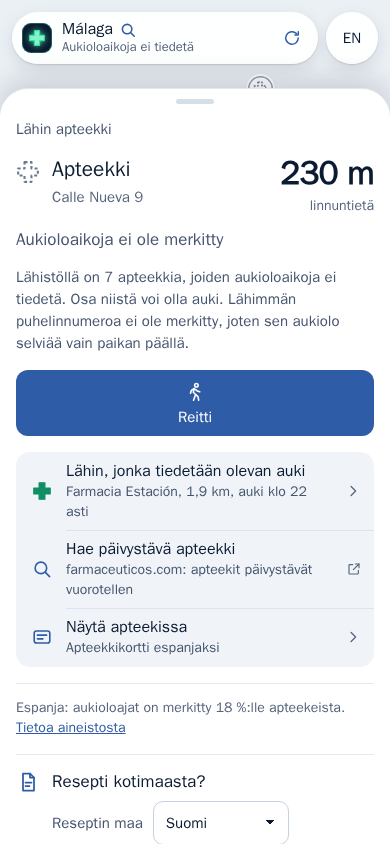 Málaga
Aukioloaikoja ei tiedetä
EN
Lähin apteekki
Apteekki
230 m
Calle Nueva 9
linnuntietä
Aukioloaikoja ei ole merkitty
Lähistöllä on 7 apteekkia, joiden aukioloaikoja ei
tiedetä. Osa niistä voi olla auki. Lähimmän
puhelinnumeroa ei ole merkitty, joten sen aukiolo
selviää vain paikan päällä.
Reitti
Lähin, jonka tiedetään olevan auki
Farmacia Estación, 1,9 km, auki klo 22
asti
Hae päivystävä apteekki
farmaceuticos.com: apteekit päivystävät
vuorotellen
Näytä apteekissa
Apteekkikortti espanjaksi
Espanja: aukioloajat on merkitty 18 %:lle apteekeista.
Tietoa aineistosta
Resepti kotimaasta?
Reseptin maa
Suomi